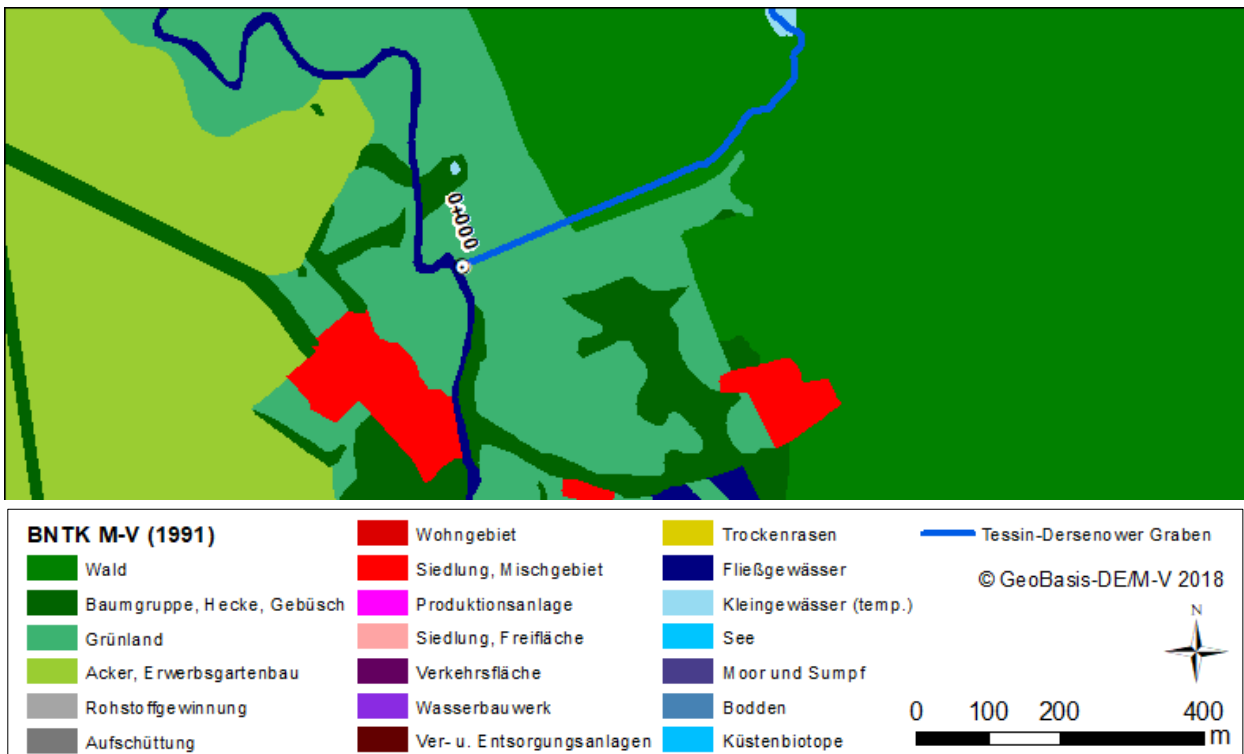 0+000
BNTK M-V (1991)
Wald
Baumgruppe, Hecke, Gebüsch
Grünland
Acker, Erwerbsgartenbau
Rohstoffgewinnung
Aufschüttung
Wohngebiet
Siedlung, Mischgebiet
Produktionsanlage
Siedlung, Freifläche
Verkehrsfläche
Wasserbauwerk
Ver- u. Entsorgungsanlagen
Trockenrasen
Fließgewässer
Kleingewässer (temp.)
See
Moor und Sumpf
Bodden
Küstenbiotope
Tessin-Dersenower Graben
© GeoBasis-DE/M-V 2018
N
0 100 200 400
m